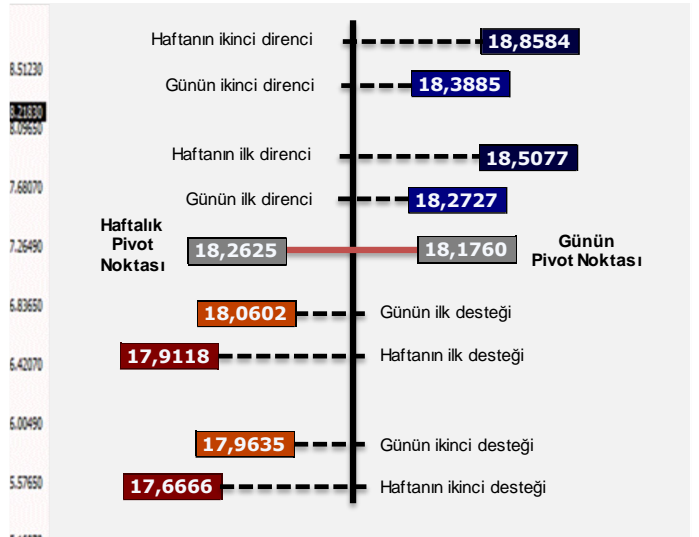 Haftanın ikinci direnci
18,8584
8.51230
Günün ikinci direnci
18,3885
8.21830
8.09650
Haftanın ilk direnci
18,5077
7.68070
Günün ilk direnci
18,2727
Haftalık
Pivot
Noktası
18,2625
18,1760
Günün
Pivot Noktası
7.26490
6.83650
18,0602
Günün ilk desteği
17,9118
Haftanın ilk desteği
6.42070
6.00490
17,9635
Günün ikinci desteği
5.57650
17,6666
Haftanın ikinci desteği